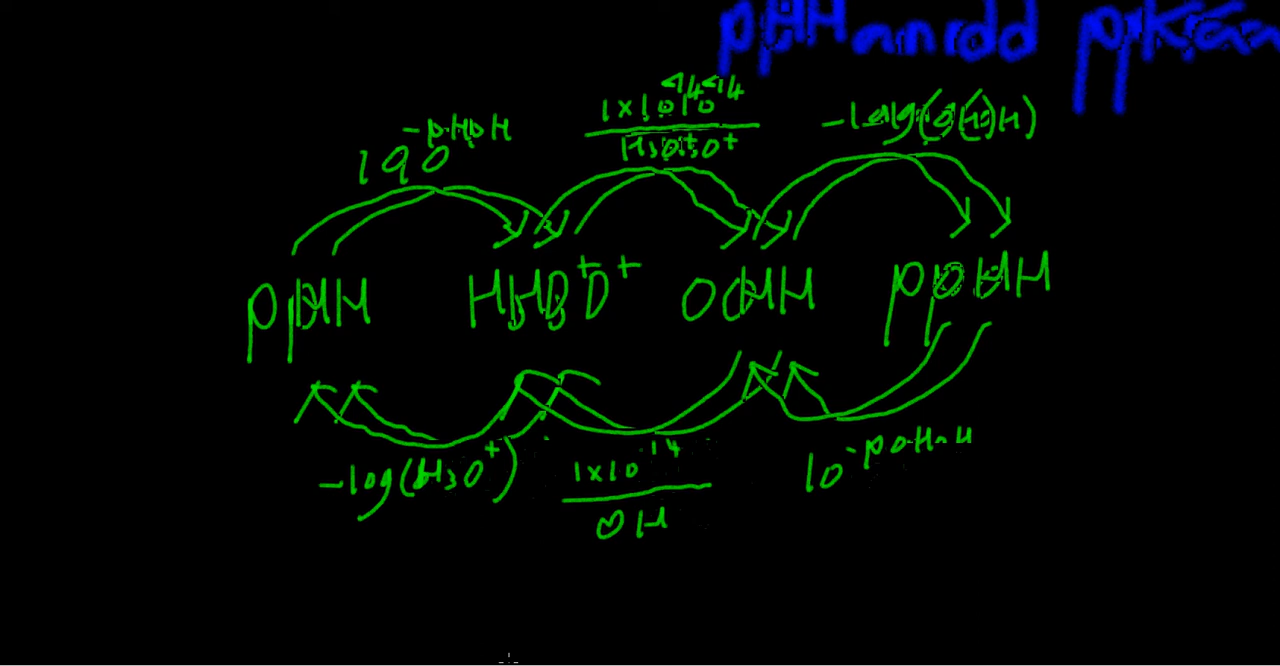 pH and pKa
10^-pH
1x10^-14
H3O+
-log(OH)
pH H3O+ OH pOH
-log(H3O+)
1x10^-14
OH
10^-pOH